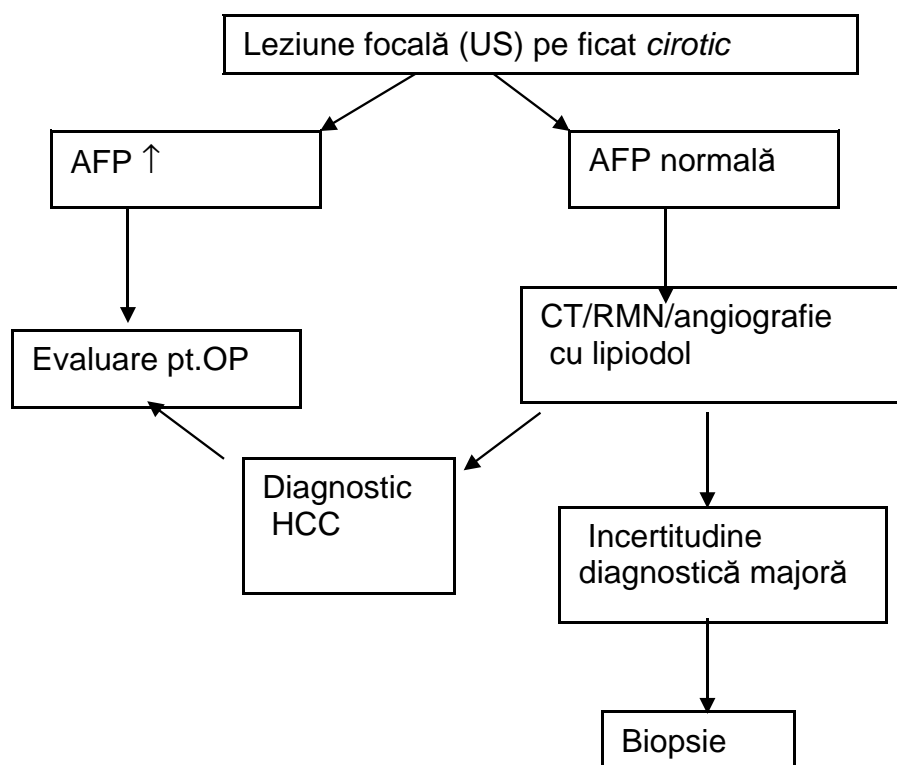 Leziune focală (US) pe ficat cirotic
AFP ↑
AFP normală
CT/RMN/angiografie
cu lipiodol
Evaluare pt.OP
Diagnostic
HCC
Incertitudine
diagnostică majoră
Biopsie